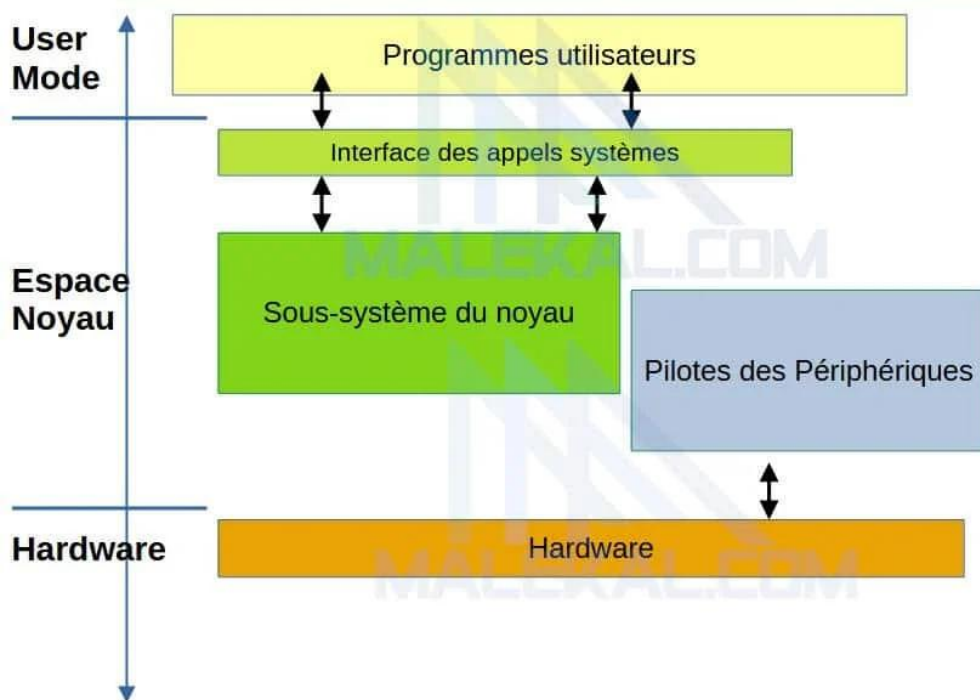 User
Mode
Programmes utilisateurs
Interface des appels systèmes
MALEKAL.COM
Espace
Noyau
Sous-système du noyau
Pilotes des Périphériques
Hardware
Hardware
MALEKAL.COM